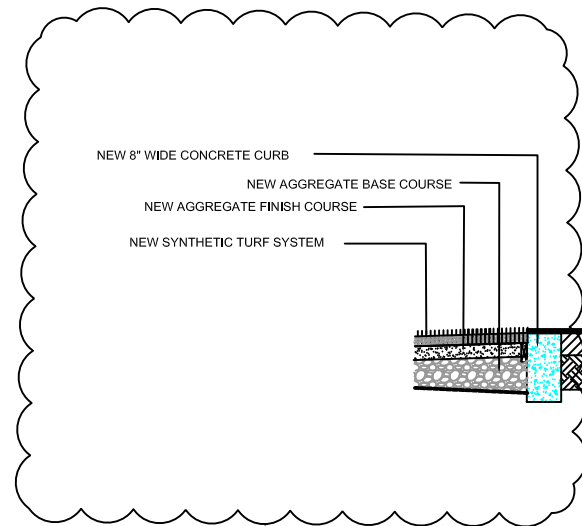 NEW 8" WIDE CONCRETE CURB
NEW AGGREGATE BASE COURSE
NEW AGGREGATE FINISH COURSE
NEW SYNTHETIC TURF SYSTEM